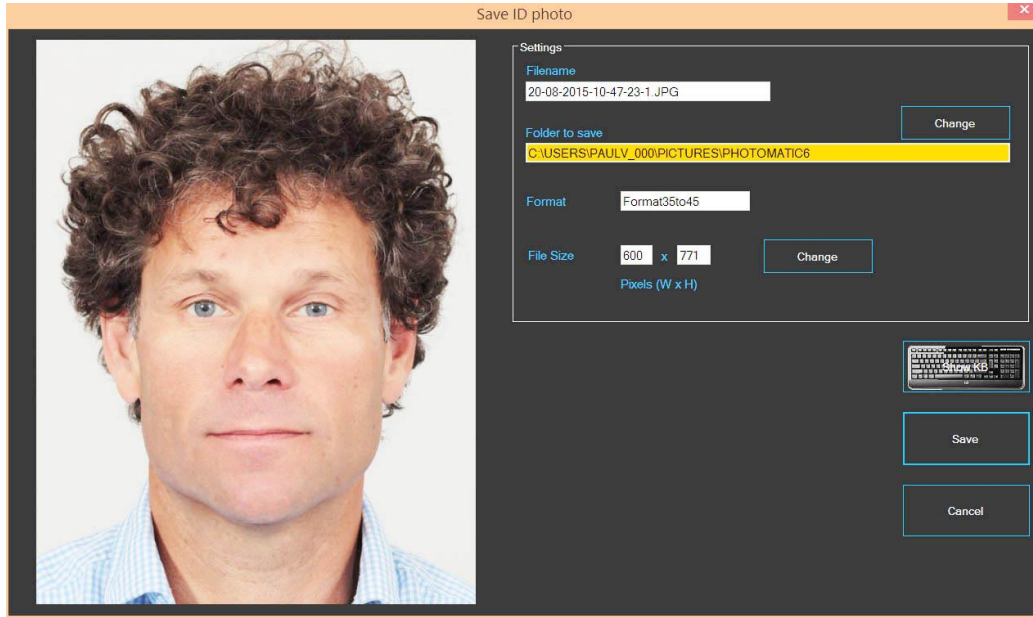 Save ID photo
Settings
Filename
20-08-2015-10-47-23-1.JPG
Change
Folder to save
C:\USERS\PAULV_000\PICTURES\PHOTOMATIC6
Format
Format35to45
File Size
600 x 771
Change
Pixels (W x H)
Show KB
Save
Cancel